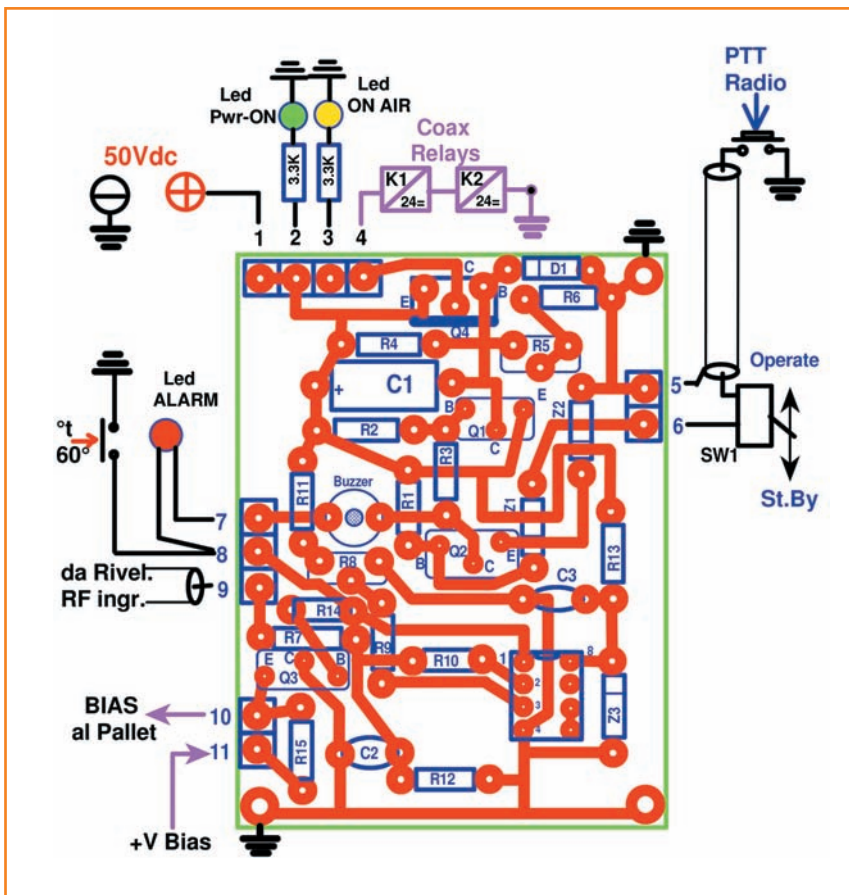 PTT
Radio
Led
Pwr-ON
Led
ON AIR
Coax
Relays
50Vdc
3.3K
3.3K
K1
24=
K2
24=
1
2
3
4
C
E
B
Q4
D1
R6
R4
R5
+
C1
Operate
5
6
SW1
St.By
Led
ALARM
°t
60°
R2
B
Q1
E
C
Z2
R3
Buzzer
R11
R1
Z1
7
8
9
da Rivel.
RF ingr.
R8
B
Q2
E
C
R13
C3
R14
R7
R9
E
C
B
Q3
R10
1
2
3
4
8
Z3
BIAS
al Pallet
10
11
R15
C2
R12
+V Bias